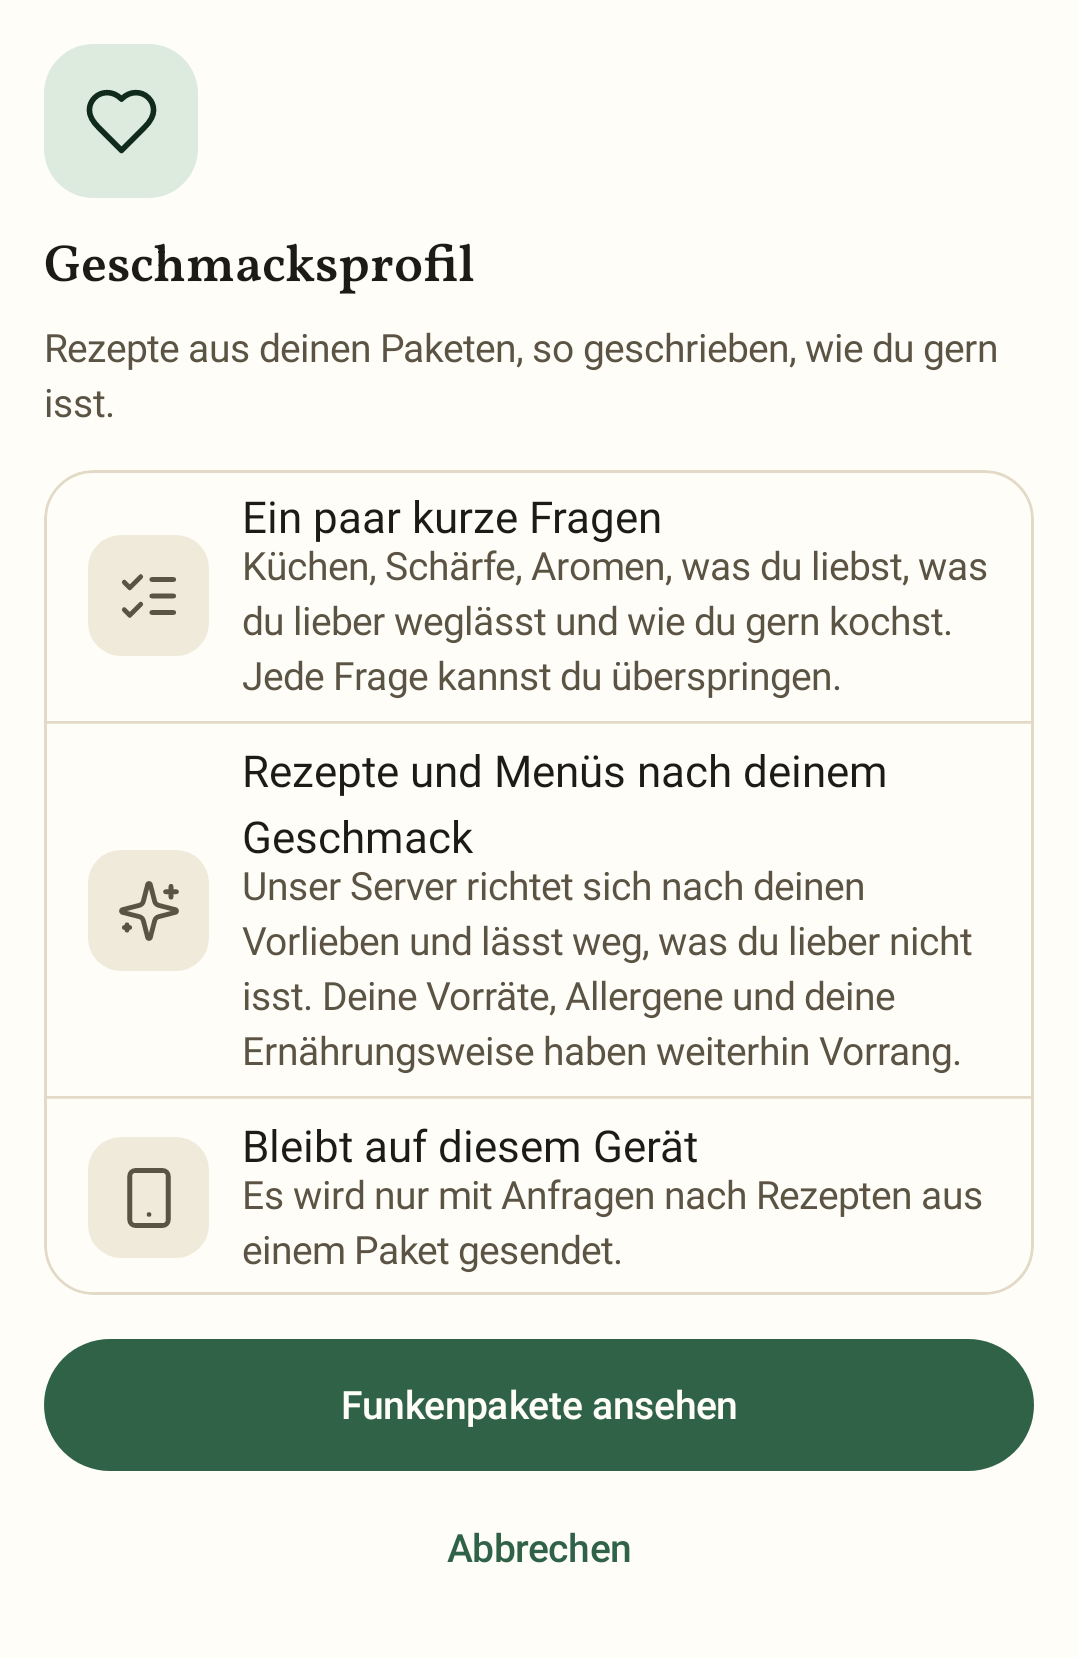 Geschmacksprofil
Rezepte aus deinen Paketen, so geschrieben, wie du gern
isst.
Ein paar kurze Fragen
Küchen, Schärfe, Aromen, was du liebst, was
du lieber weglässt und wie du gern kochst.
Jede Frage kannst du überspringen.
Rezepte und Menüs nach deinem
Geschmack
Unser Server richtet sich nach deinen
Vorlieben und lässt weg, was du lieber nicht
isst. Deine Vorräte, Allergene und deine
Ernährungsweise haben weiterhin Vorrang.
Bleibt auf diesem Gerät
Es wird nur mit Anfragen nach Rezepten aus
einem Paket gesendet.
Funkenpakete ansehen
Abbrechen